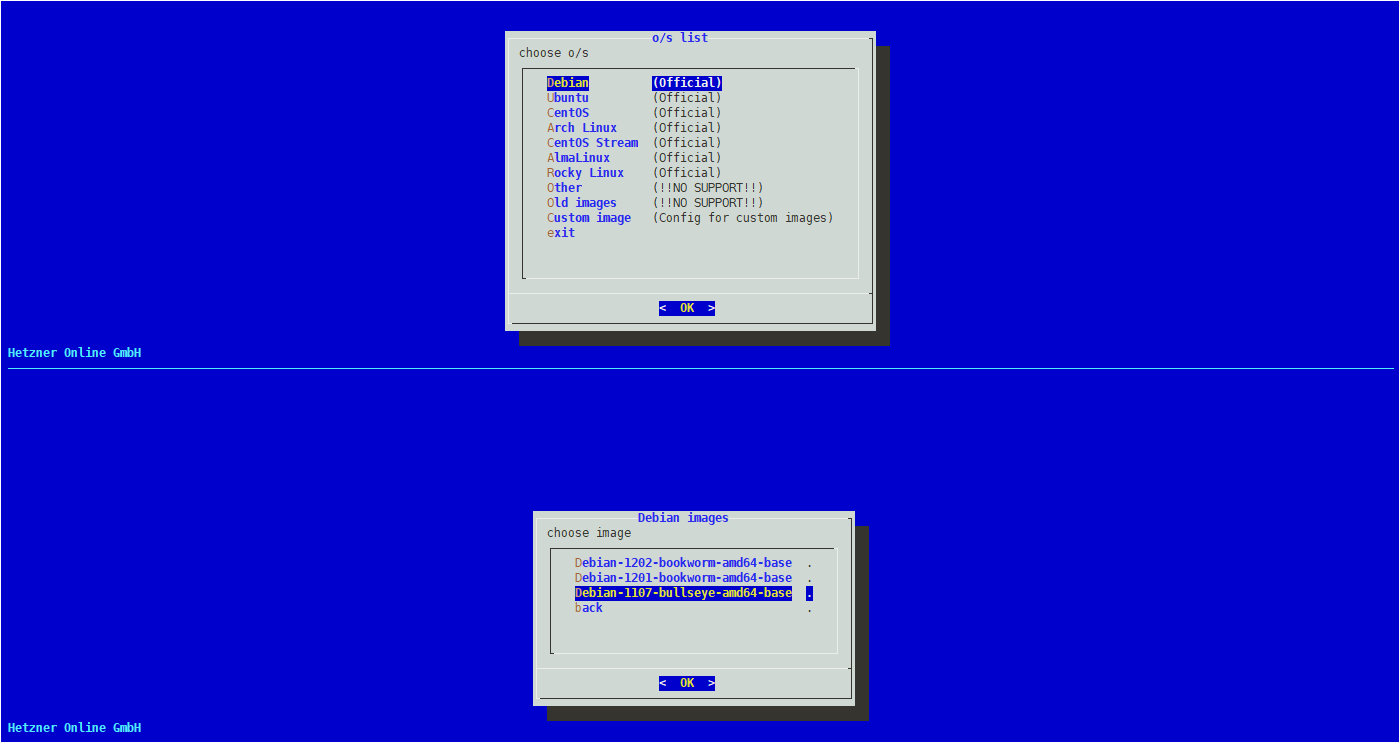 o/s list
choose o/s
Debian (Official)
Ubuntu (Official)
CentOS (Official)
Arch Linux (Official)
CentOS Stream (Official)
AlmaLinux (Official)
Rocky Linux (Official)
Other (!!NO SUPPORT!!)
Old images (!!NO SUPPORT!!)
Custom image (Config for custom images)
exit
< OK >
Hetzner Online GmbH
Debian images
choose image
Debian-1202-bookworm-amd64-base .
Debian-1201-bookworm-amd64-base .
Debian-1107-bullseye-amd64-base .
back .
< OK >
Hetzner Online GmbH